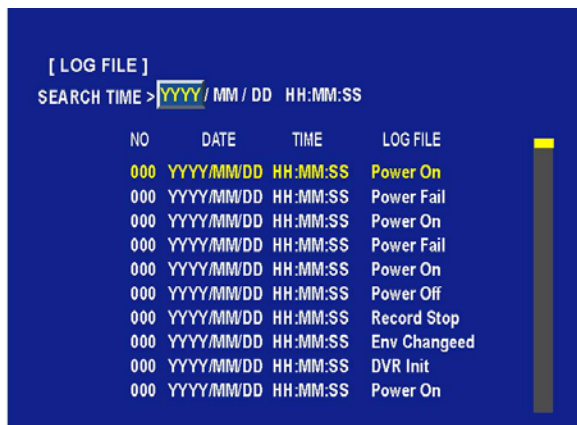 [ LOG FILE ]
SEARCH TIME > YYYY / MM / DD HH:MM:SS
NO DATE TIME LOG FILE
000 YYYY/MM/DD HH:MM:SS Power On
000 YYYY/MM/DD HH:MM:SS Power Fail
000 YYYY/MM/DD HH:MM:SS Power On
000 YYYY/MM/DD HH:MM:SS Power Fail
000 YYYY/MM/DD HH:MM:SS Power On
000 YYYY/MM/DD HH:MM:SS Power Off
000 YYYY/MM/DD HH:MM:SS Record Stop
000 YYYY/MM/DD HH:MM:SS Env Changeed
000 YYYY/MM/DD HH:MM:SS DVR Init
000 YYYY/MM/DD HH:MM:SS Power On